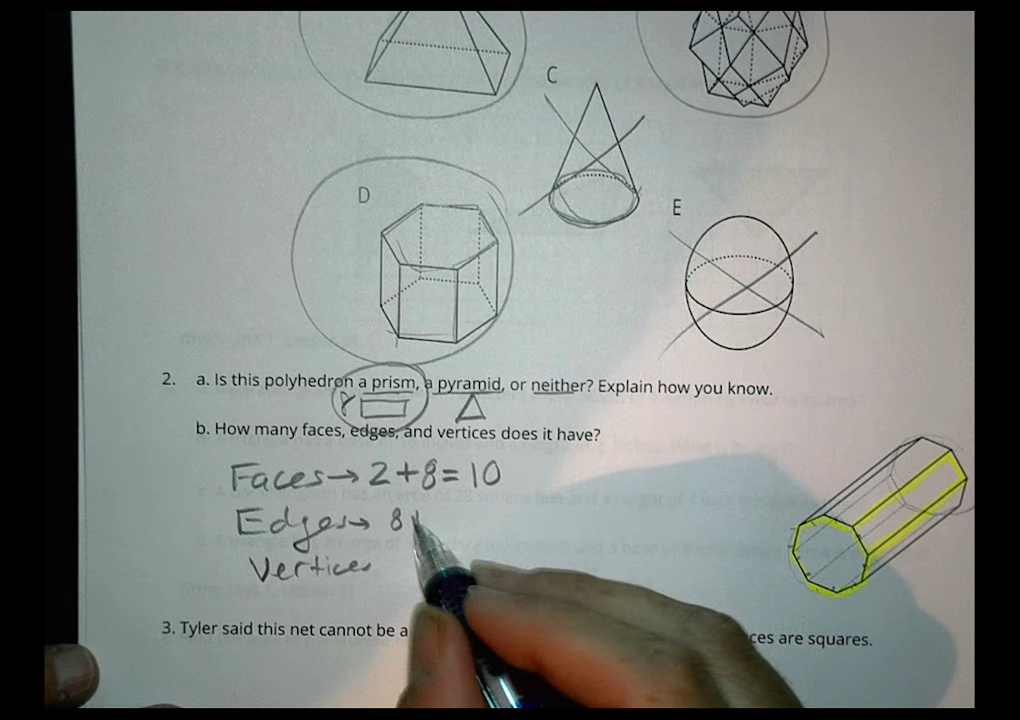 C
D
E
2. a. Is this polyhedron a prism, a pyramid, or neither? Explain how you know.
8
b. How many faces, edges, and vertices does it have?
Faces → 2+8=10
Edges → 8
Vertices
3. Tyler said this net cannot be a ces are squares.